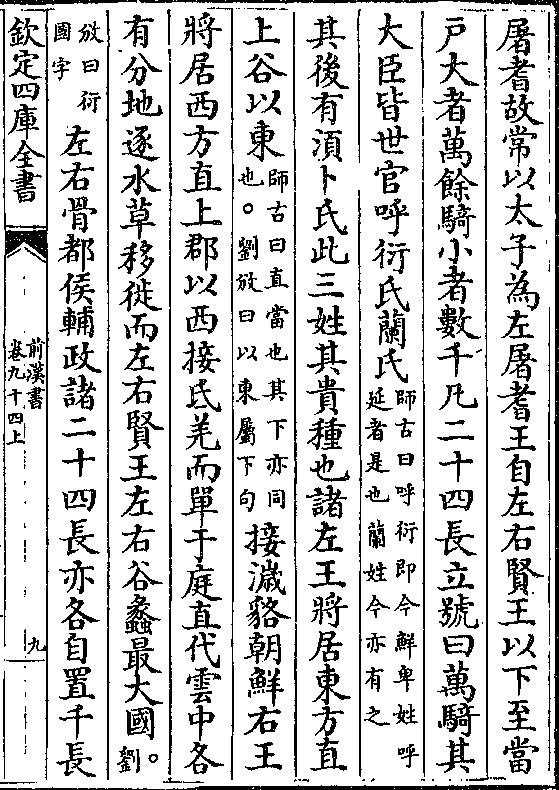 屠耆故常以太子為左屠耆王自左右賢王以下至當
戶大者萬餘騎小者數千凡二十四長立號曰萬騎其
大臣皆世官呼衍氏蘭氏師古曰呼衍即今鮮卑姓呼延者是也蘭姓今亦有之
其後有須卜氏此三姓其貴種也諸左王將居東方直
上谷以東師古曰直當也其下亦同也。劉攽曰以東屬下句接濊貉朝鮮右王
將居西方直上郡以西接氐羌而單于庭直代雲中各
有分地逐水草移徙而左右賢王左右谷蠡最大國。劉
攽曰衍國字左右骨都侯輔政諸二十四長亦各自置千長
欽定四庫全書
前漢書
卷九十四上
九